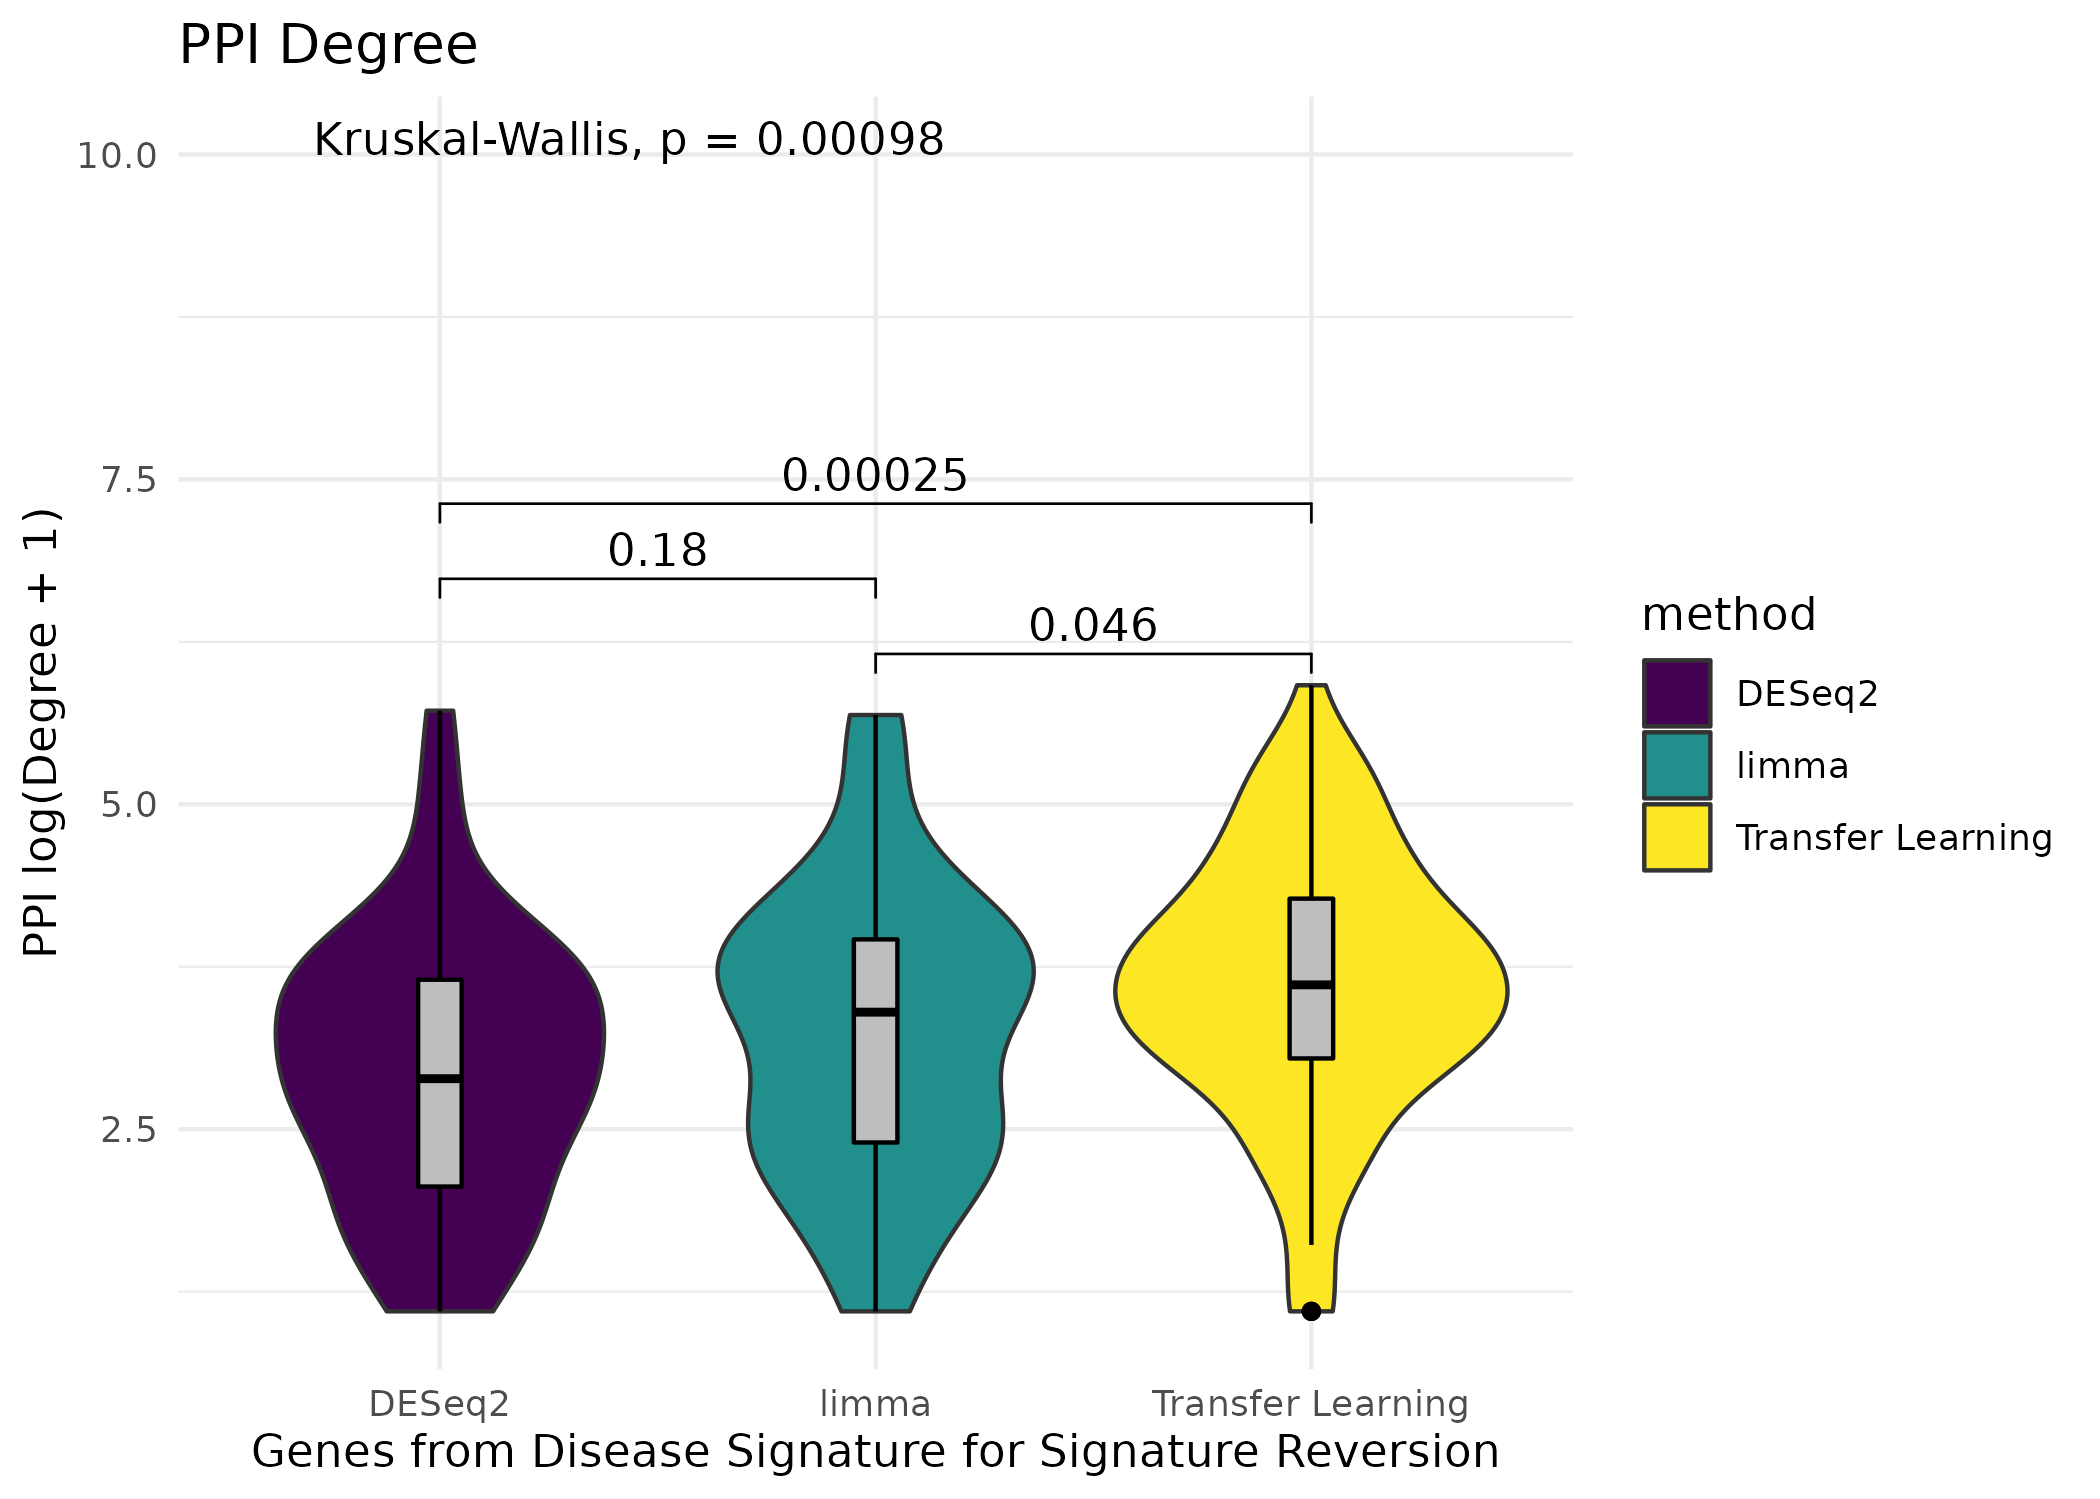 PPI Degree
Kruskal-Wallis, p = 0.00098
10.0
7.5
5.0
2.5
PPI log(Degree + 1)
0.00025
0.18
0.046
method
DESeq2
limma
Transfer Learning
DESeq2
limma
Transfer Learning
Genes from Disease Signature for Signature Reversion